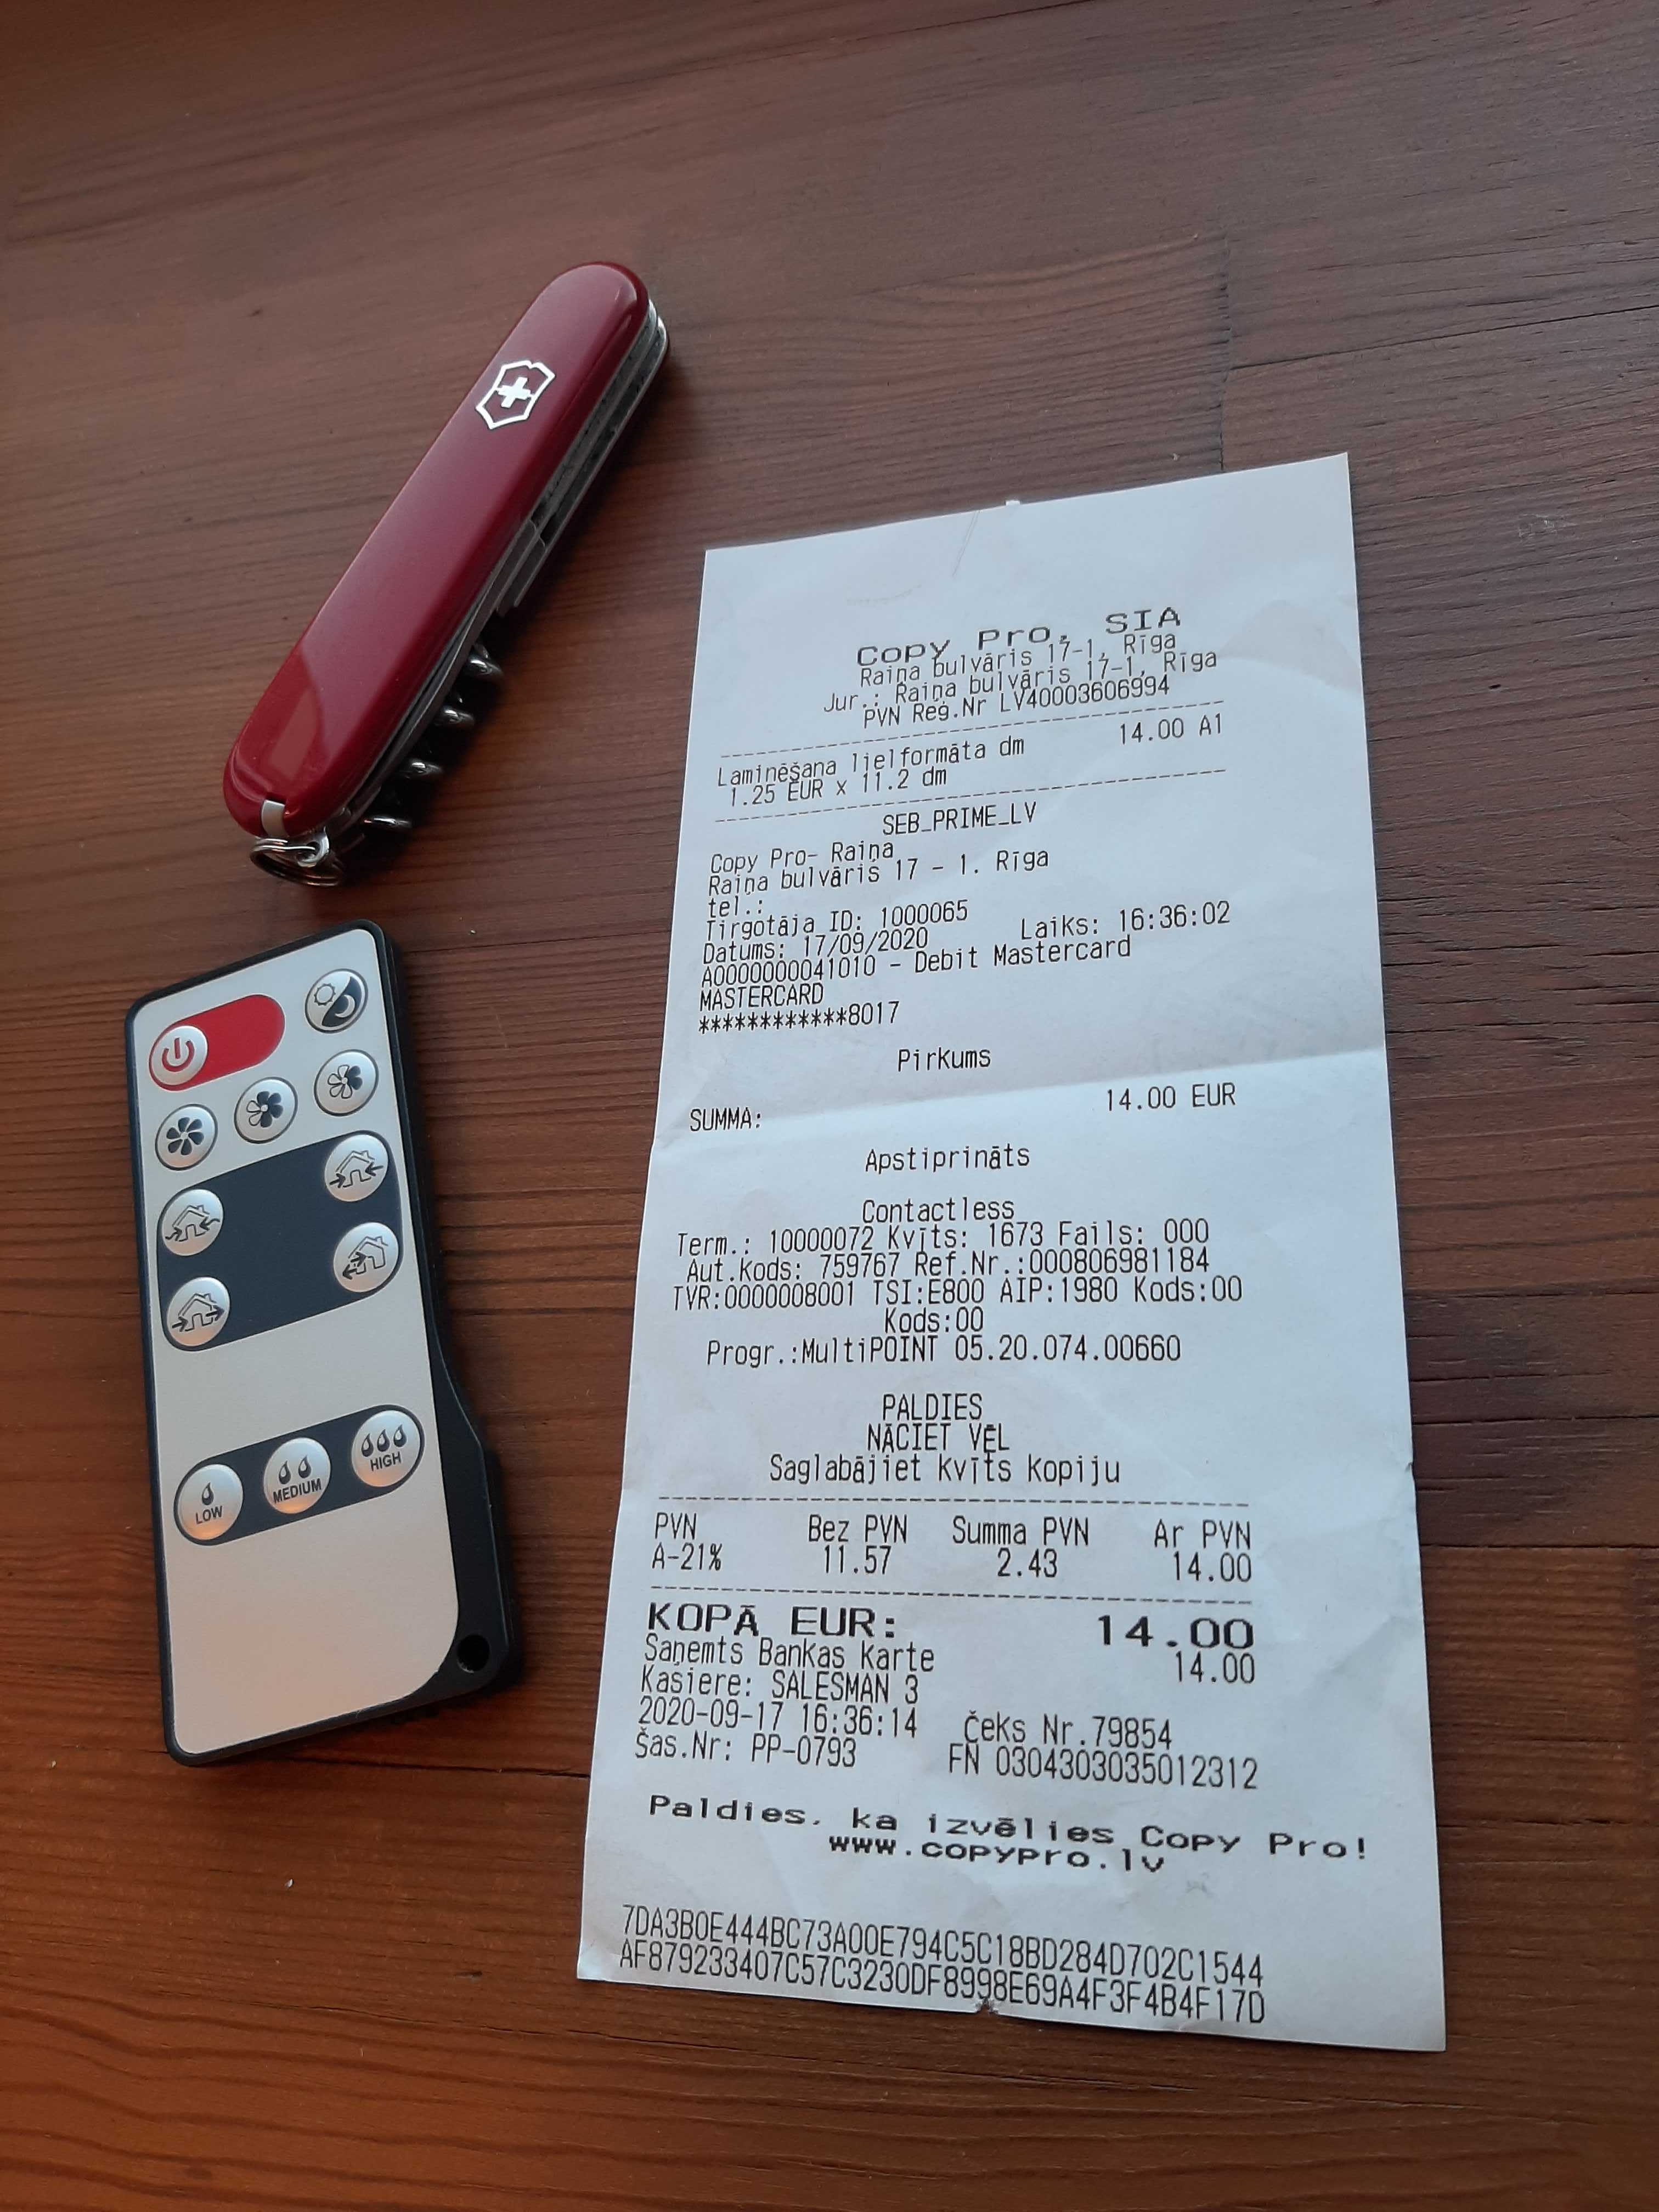 Copy Pro, SIA
Raiņa bulvāris 17-1, Rīga
Jur.: Raiņa bulvāris 17-1, Rīga
PVN Reģ.Nr LV40003606994
Laminēšana lielformāta dm 14.00 A1
1.25 EUR x 11.2 dm
SEB_PRIME_LV
Copy Pro- Raiņa
Raiņa bulvāris 17 - 1. Rīga
tel.:
Tirgotāja ID: 1000065
Datums: 17/09/2020 Laiks: 16:36:02
A0000000041010 - Debit Mastercard
MASTERCARD
************8017
Pirkums
SUMMA: 14.00 EUR
Apstiprināts
Contactless
Term.: 10000072 Kvīts: 1673 Fails: 000
Aut.kods: 759767 Ref.Nr.:000806981184
TVR:0000008001 TSI:E800 AIP:1980 Kods:00
Kods:00
Progr.:MultiPOINT 05.20.074.00660
PALDIES
NĀCIET VĒL
Saglabājiet kvīts kopiju
PVN Bez PVN Summa PVN Ar PVN
A-21% 11.57 2.43 14.00
KOPĀ EUR: 14.00
Saņemts Bankas karte 14.00
Kasiere: SALESMAN 3
2020-09-17 16:36:14 Čeks Nr.79854
Šas.Nr: PP-0793 FN 0304303035012312
Paldies, ka izvēlies Copy Pro!
www.copypro.lv
7DA3B0E444BC73A00E794C5C18BD284D702C1544
AF879233407C57C3230DF8998E69A4F3F4B4F17D
LOW
MEDIUM
HIGH